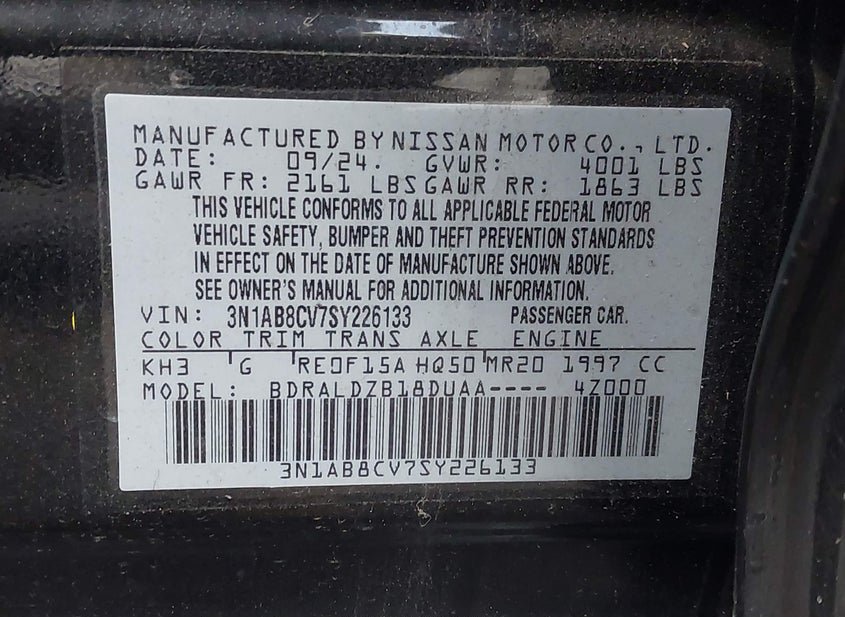 MANUFACTURED BY NISSAN MOTOR CO., LTD.
DATE: 09/24. GVWR: 4001 LBS
GAWR FR: 2161 LBS GAWR RR: 1863 LBS
THIS VEHICLE CONFORMS TO ALL APPLICABLE FEDERAL MOTOR
VEHICLE SAFETY, BUMPER AND THEFT PREVENTION STANDARDS
IN EFFECT ON THE DATE OF MANUFACTURE SHOWN ABOVE.
SEE OWNER'S MANUAL FOR ADDITIONAL INFORMATION.
VIN: 3N1AB8CV7SY226133 PASSENGER CAR.
COLOR TRIM TRANS AXLE ENGINE
KH3 G RE0F15A HQ50 MR20 1997 CC
MODEL: BDRALDZB18DUAA---- 4Z000
3N1AB8CV7SY226133